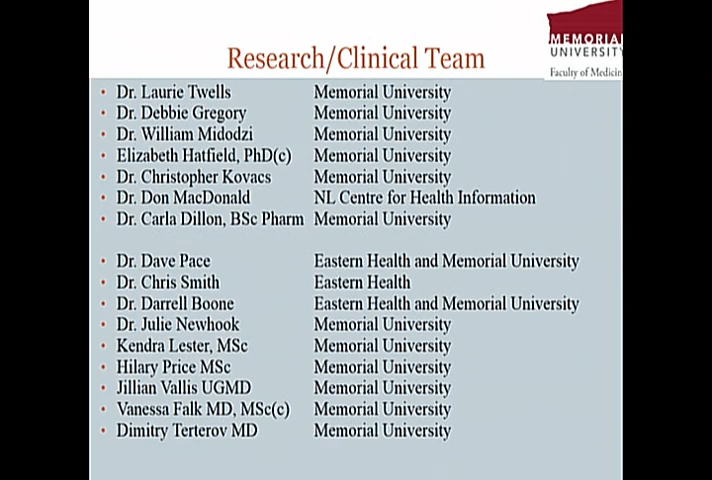 MEMORIAL
UNIVERSITY
Faculty of Medicin
Research/Clinical Team
• Dr. Laurie Twells Memorial University
• Dr. Debbie Gregory Memorial University
• Dr. William Midodzi Memorial University
• Elizabeth Hatfield, PhD(c) Memorial University
• Dr. Christopher Kovacs Memorial University
• Dr. Don MacDonald NL Centre for Health Information
• Dr. Carla Dillon, BSc Pharm Memorial University
• Dr. Dave Pace Eastern Health and Memorial University
• Dr. Chris Smith Eastern Health
• Dr. Darrell Boone Eastern Health and Memorial University
• Dr. Julie Newhook Memorial University
• Kendra Lester, MSc Memorial University
• Hilary Price MSc Memorial University
• Jillian Vallis UGMD Memorial University
• Vanessa Falk MD, MSc(c) Memorial University
• Dimitry Terterov MD Memorial University